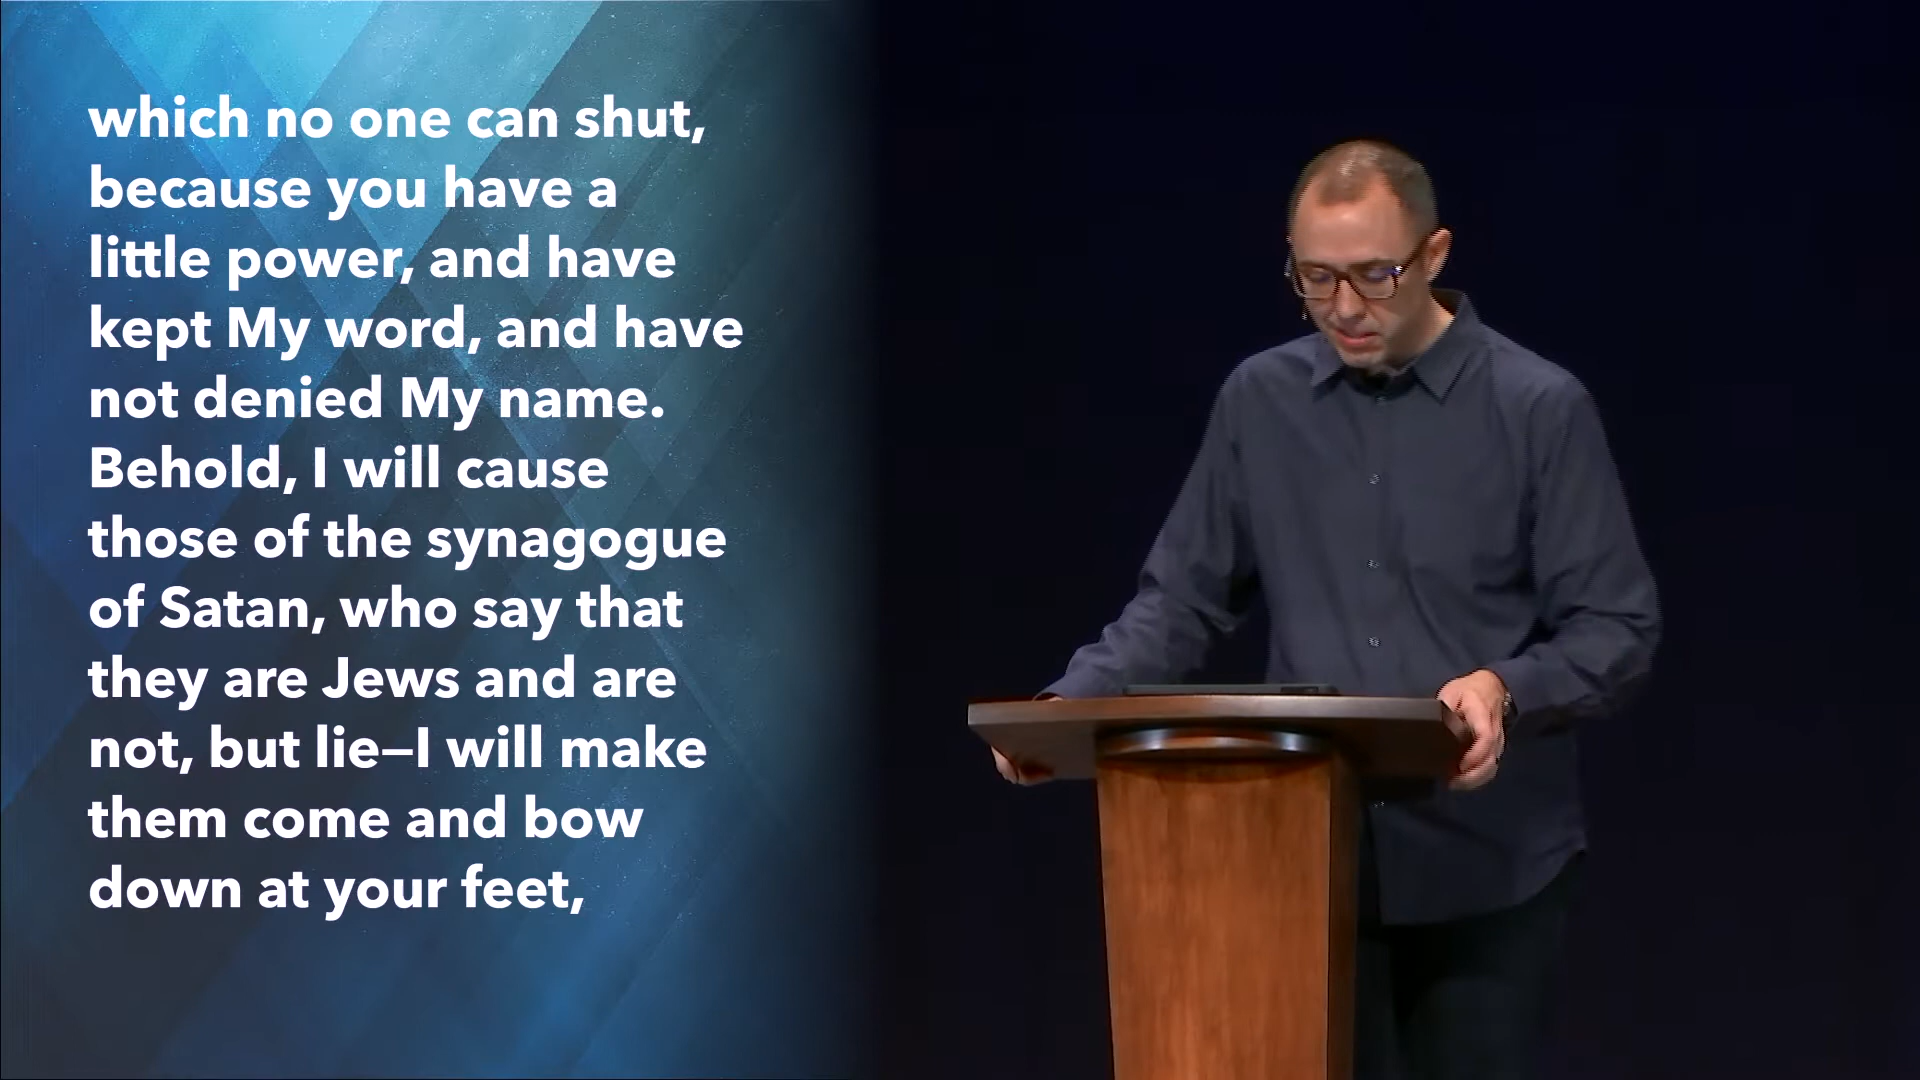 which no one can shut,
because you have a
little power, and have
kept My word, and have
not denied My name.
Behold, I will cause
those of the synagogue
of Satan, who say that
they are Jews and are
not, but lie—I will make
them come and bow
down at your feet,